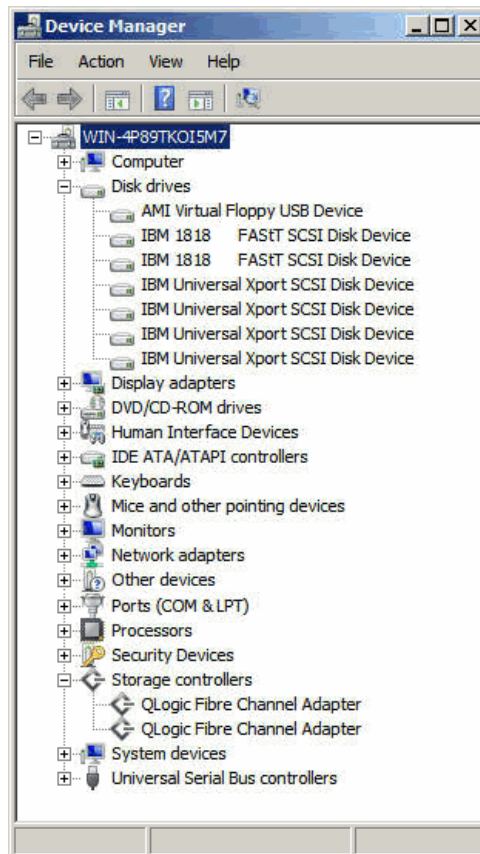 Device Manager
File Action View Help
WIN-4P89TKOI5M7
Computer
Disk drives
AMI Virtual Floppy USB Device
IBM 1818 FAStT SCSI Disk Device
IBM 1818 FAStT SCSI Disk Device
IBM Universal Xport SCSI Disk Device
IBM Universal Xport SCSI Disk Device
IBM Universal Xport SCSI Disk Device
IBM Universal Xport SCSI Disk Device
Display adapters
DVD/CD-ROM drives
Human Interface Devices
IDE ATA/ATAPI controllers
Keyboards
Mice and other pointing devices
Monitors
Network adapters
Other devices
Ports (COM & LPT)
Processors
Security Devices
Storage controllers
QLogic Fibre Channel Adapter
QLogic Fibre Channel Adapter
System devices
Universal Serial Bus controllers